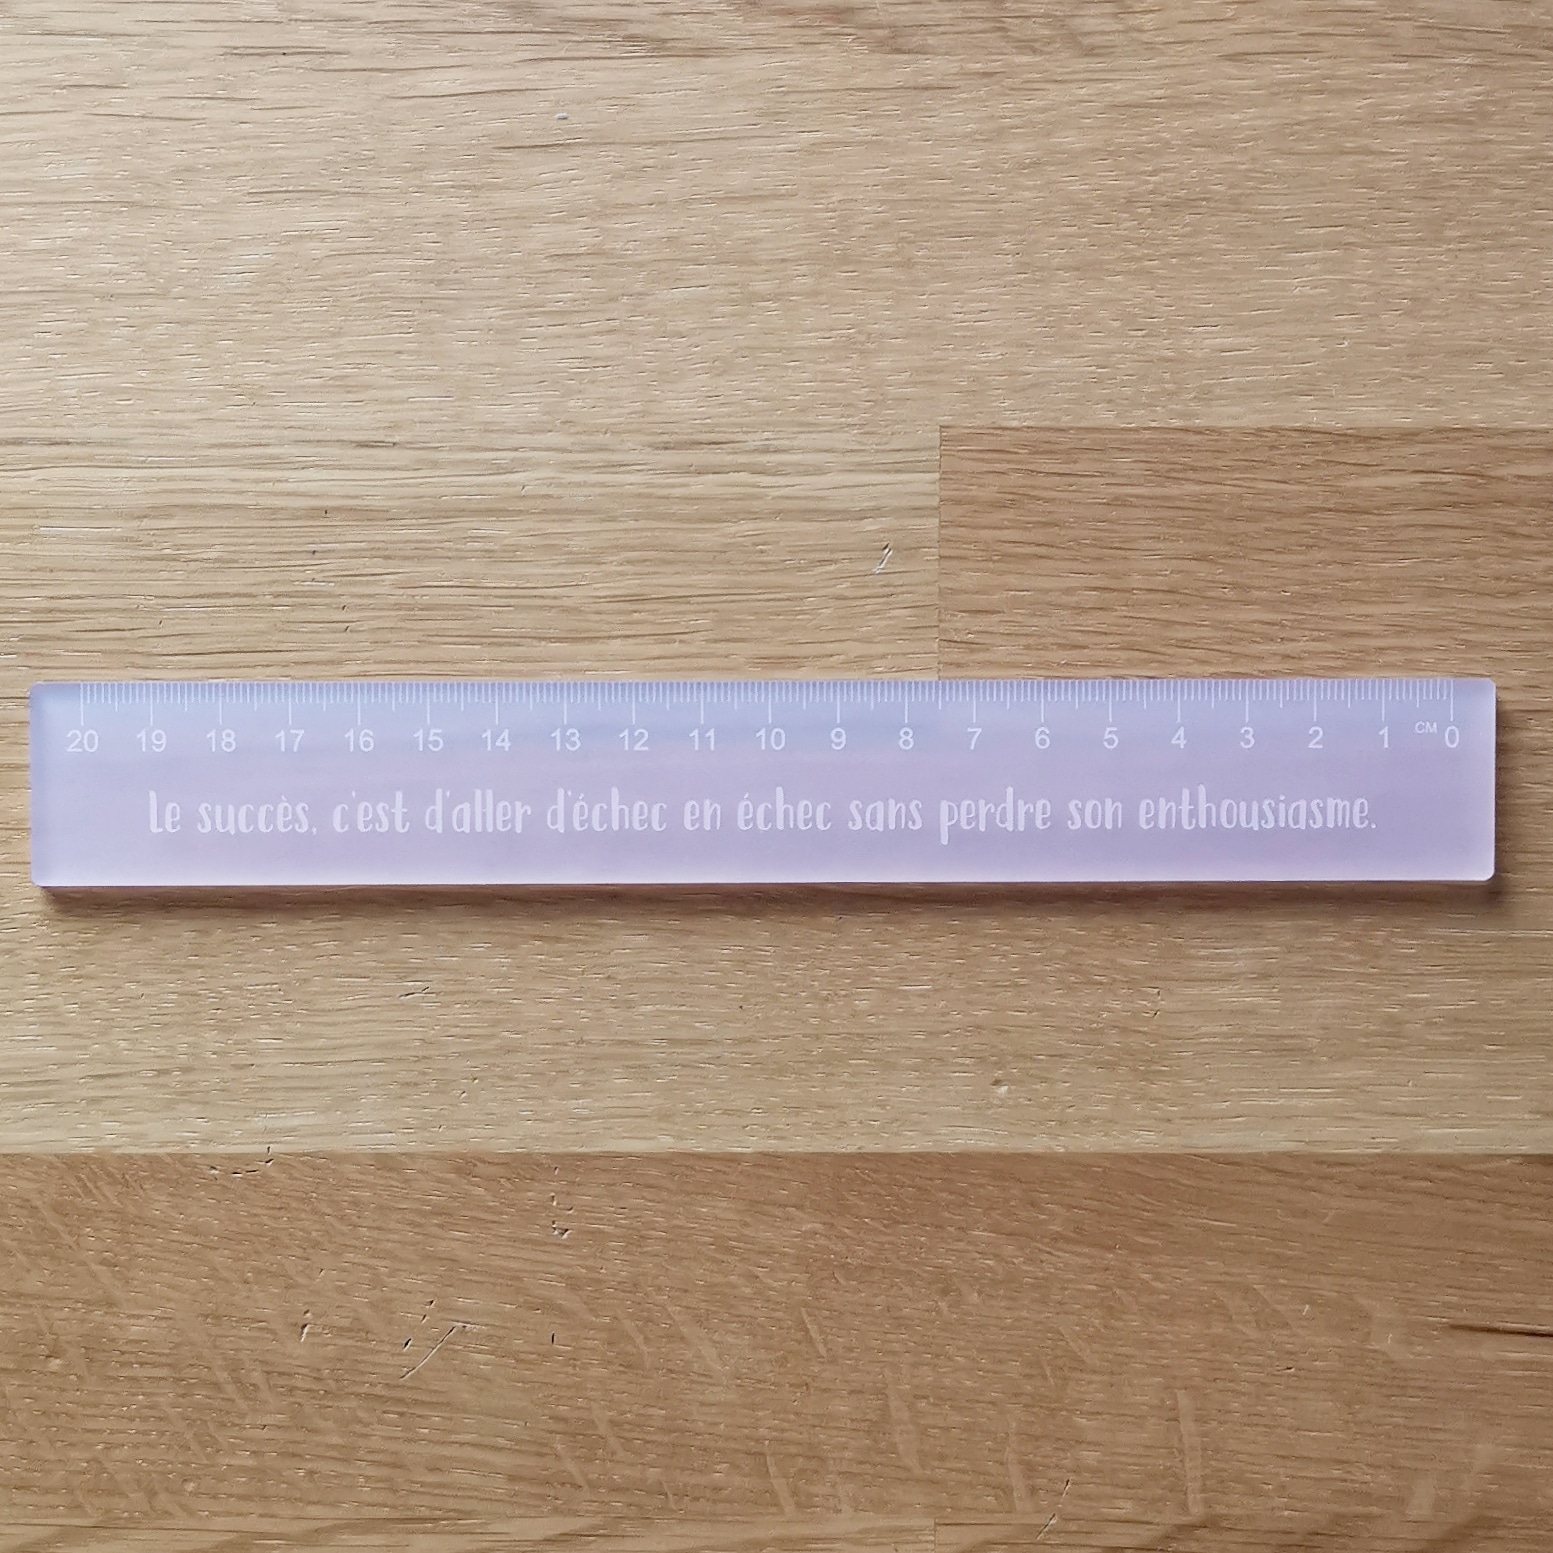 20 19 18 17 16 15 14 13 12 11 10 9 8 7 6 5 4 3 2 1 CM 0
Le succès, c'est d'aller d'échec en échec sans perdre son enthousiasme.